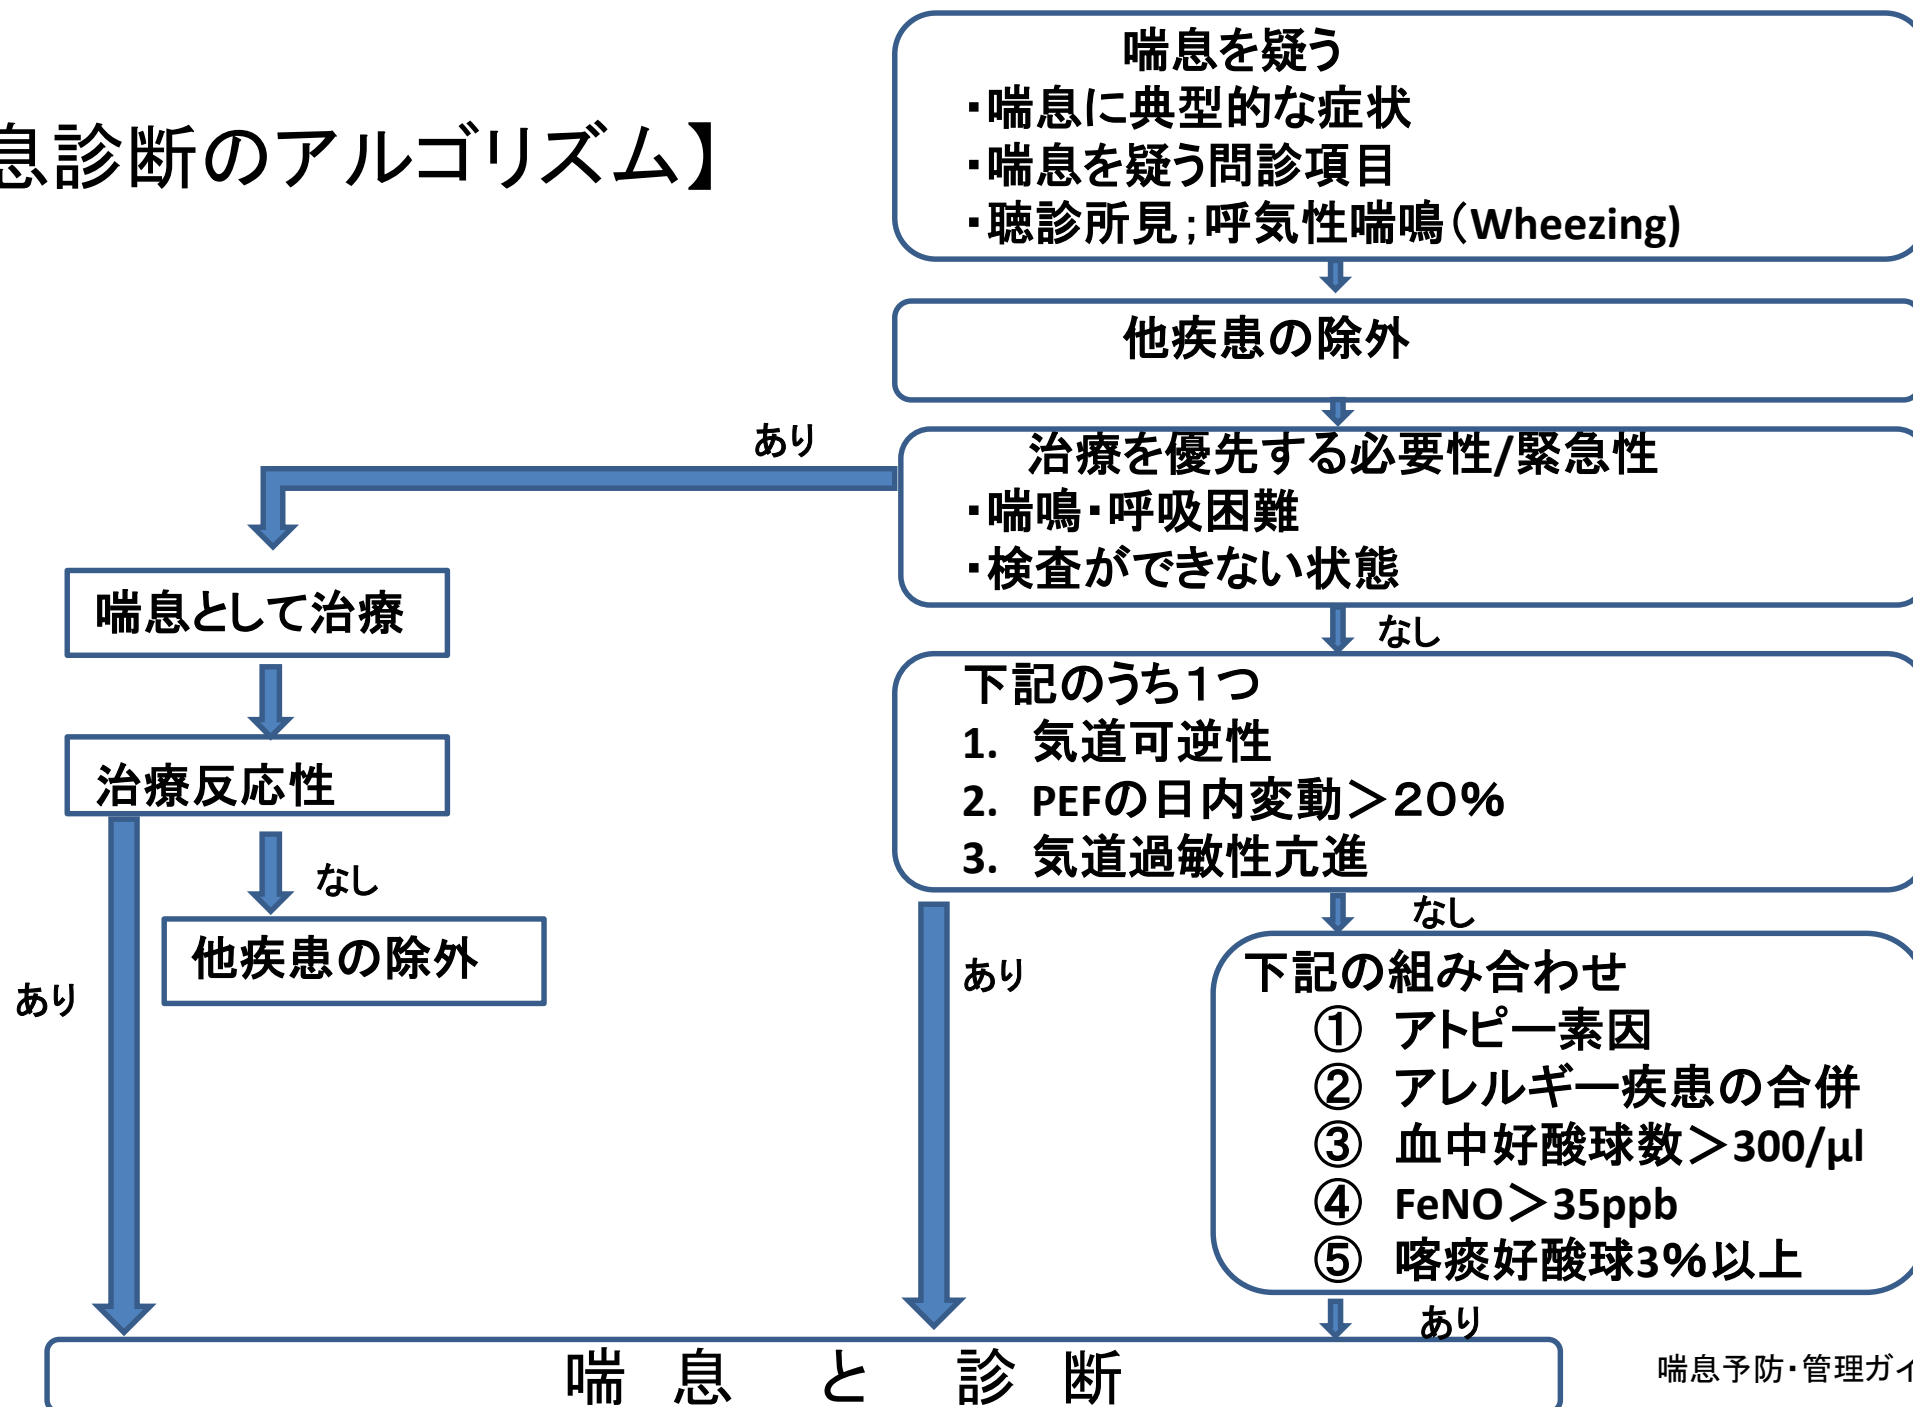 息診断のアルゴリズム】
喘息を疑う
・喘息に典型的な症状
・喘息を疑う問診項目
・聴診所見;呼気性喘鳴(Wheezing)
他疾患の除外
あり
治療を優先する必要性/緊急性
・喘鳴・呼吸困難
・検査ができない状態
なし
喘息として治療
治療反応性
なし
他疾患の除外
あり
下記のうち1つ
1. 気道可逆性
2. PEFの日内変動>20%
3. 気道過敏性亢進
あり
なし
下記の組み合わせ
① アトピー素因
② アレルギー疾患の合併
③ 血中好酸球数>300/μl
④ FeNO>35ppb
⑤ 喀痰好酸球3%以上
あり
喘 息 と 診 断
喘息予防・管理ガイ